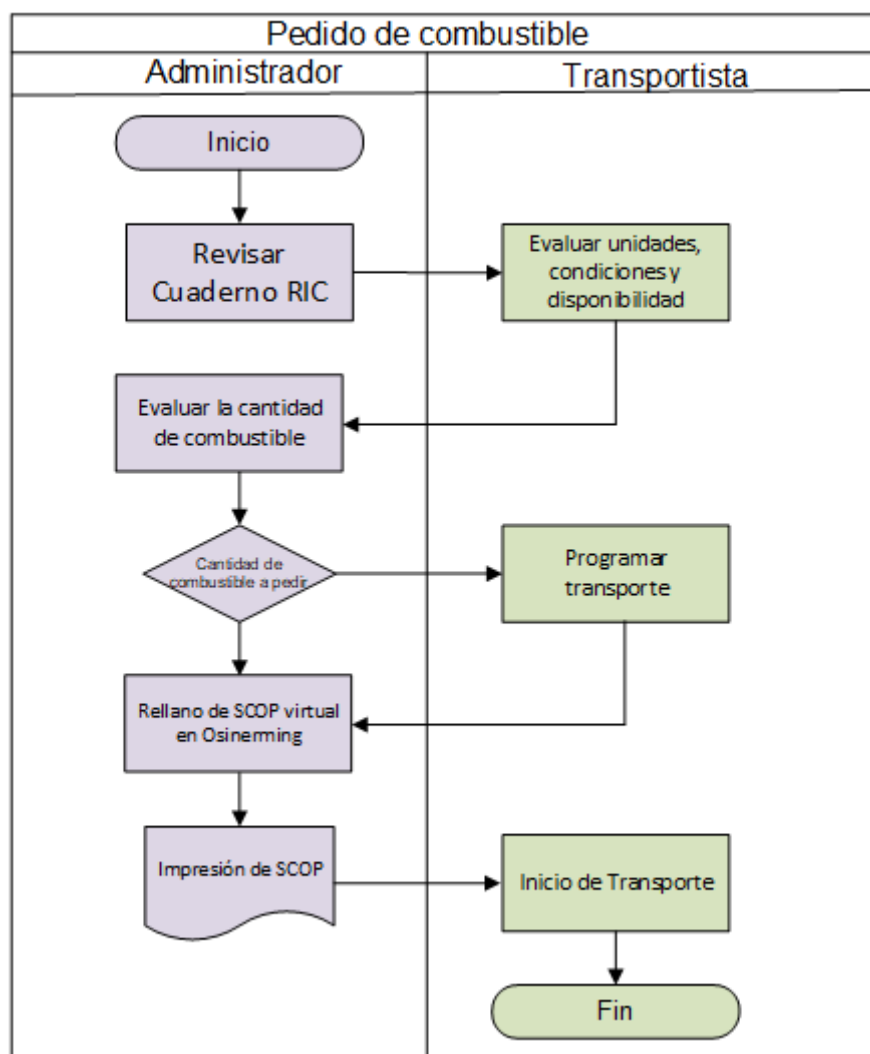 Pedido de combustible
Administrador
Transportista
Inicio
Revisar
Cuaderno RIC
Evaluar unidades,
condiciones y
disponibilidad
Evaluar la cantidad
de combustible
Cantidad de
combustible a pedir
Programar
transporte
Rellano de SCOP virtual
en Osinerming
Impresión de SCOP
Inicio de Transporte
Fin